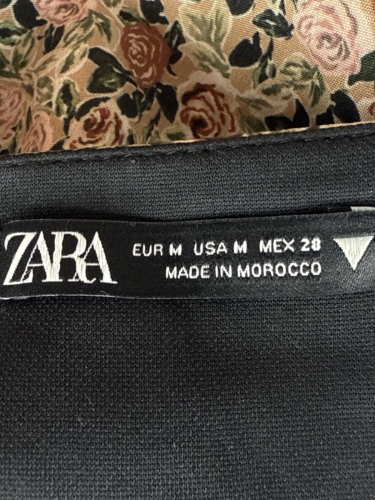 ZARA
EUR M USA M MEX 28
MADE IN MOROCCO